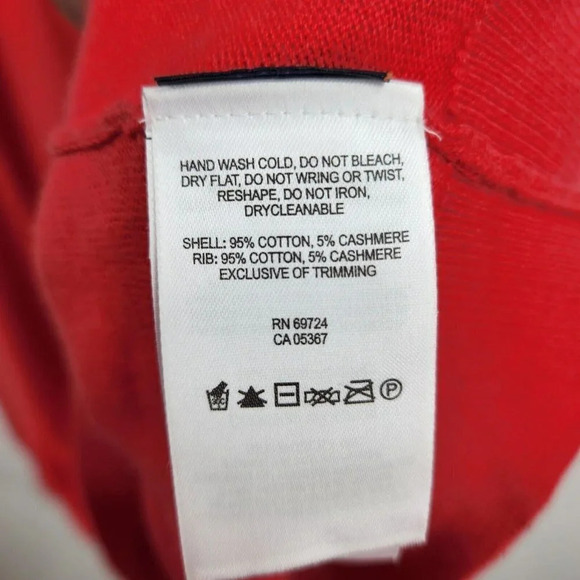 HAND WASH COLD, DO NOT BLEACH,
DRY FLAT, DO NOT WRING OR TWIST,
RESHAPE, DO NOT IRON,
DRYCLEANABLE
SHELL: 95% COTTON, 5% CASHMERE
RIB: 95% COTTON, 5% CASHMERE
EXCLUSIVE OF TRIMMING
RN 69724
CA 05367
P